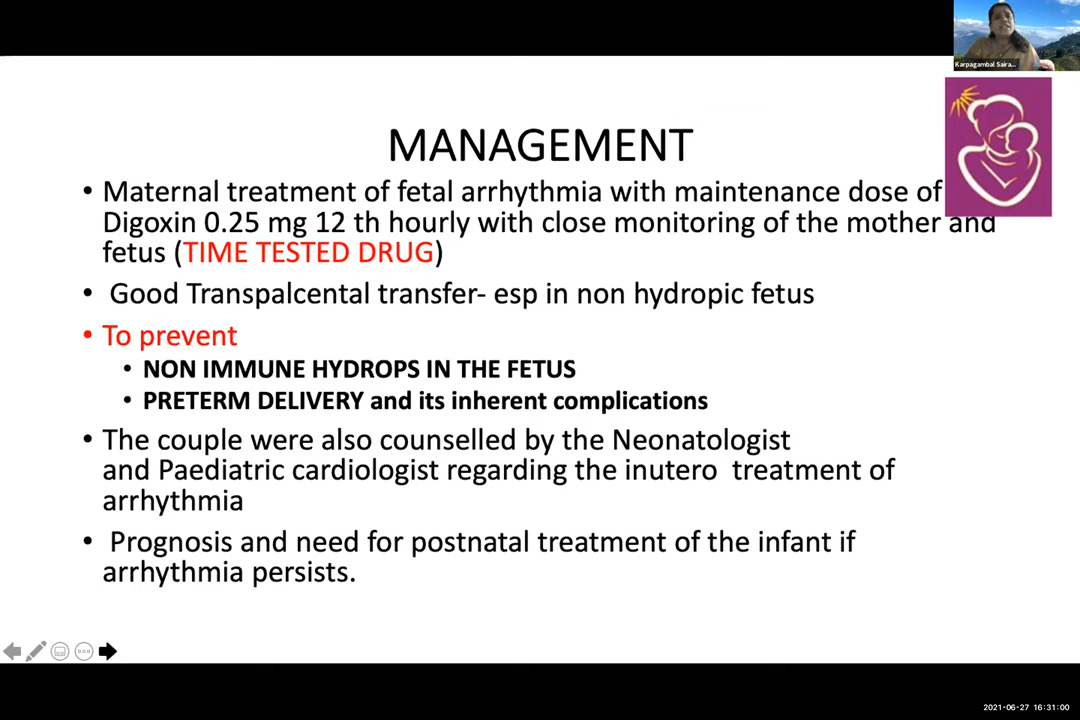 Karpagambal Saira...
MANAGEMENT
• Maternal treatment of fetal arrhythmia with maintenance dose of
Digoxin 0.25 mg 12 th hourly with close monitoring of the mother and
fetus (TIME TESTED DRUG)
• Good Transpalcental transfer- esp in non hydropic fetus
• To prevent
• NON IMMUNE HYDROPS IN THE FETUS
• PRETERM DELIVERY and its inherent complications
• The couple were also counselled by the Neonatologist
and Paediatric cardiologist regarding the inutero treatment of
arrhythmia
• Prognosis and need for postnatal treatment of the infant if
arrhythmia persists.
2021-06-27 16:31:00